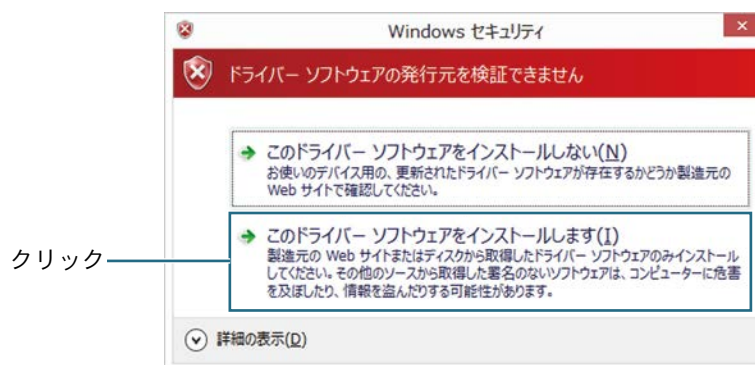 Windows セキュリティ
ドライバー ソフトウェアの発行元を検証できません
このドライバー ソフトウェアをインストールしない(N)
お使いのデバイス用の、更新されたドライバー ソフトウェアが存在するかどうか製造元の
Web サイトで確認してください。
クリック
このドライバー ソフトウェアをインストールします(I)
製造元の Web サイトまたはディスクから取得したドライバー ソフトウェアのみインストール
してください。その他のソースから取得した署名のないソフトウェアは、コンピューターに危害
を及ぼしたり、情報を盗んだりする可能性があります。
詳細の表示(D)